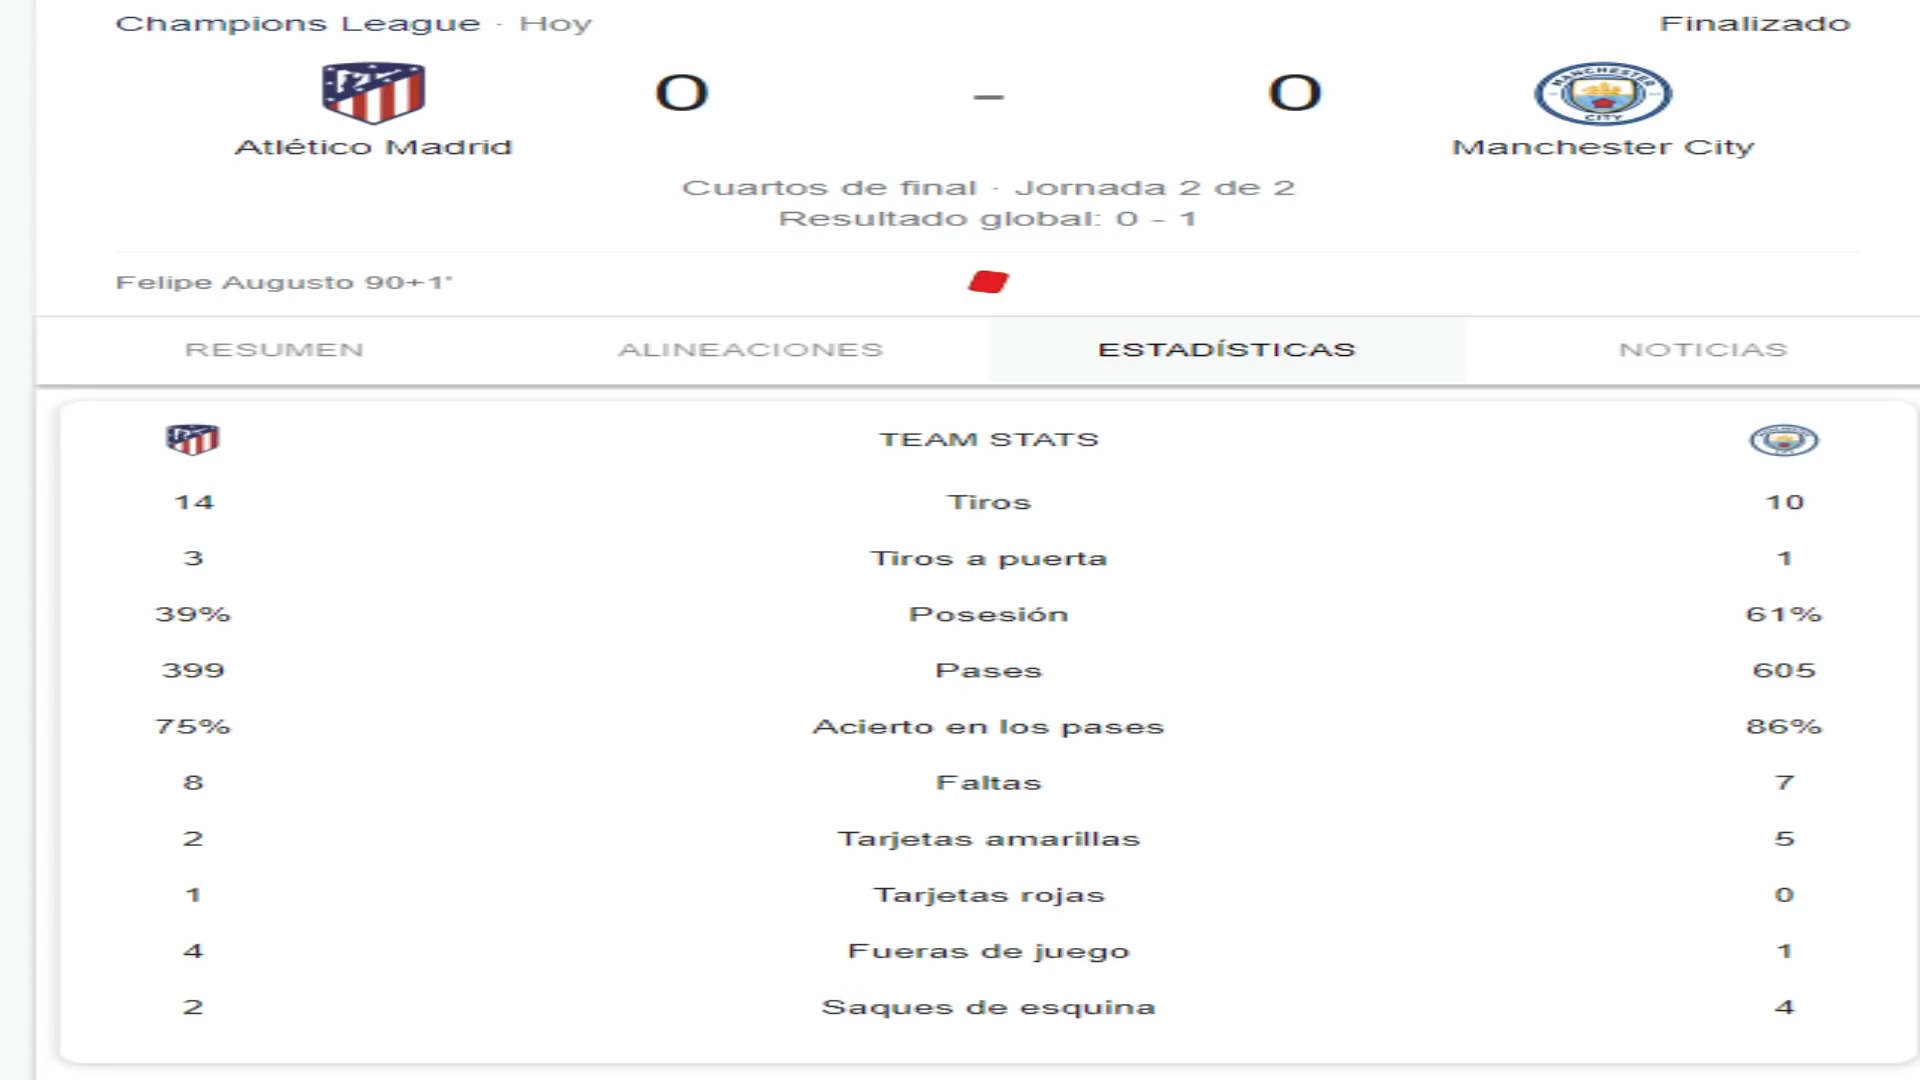 Champions League · Hoy Finalizado
0 - 0
MANCHESTER CITY
Atlético Madrid Manchester City
Cuartos de final · Jornada 2 de 2
Resultado global: 0 - 1
Felipe Augusto 90+1'
RESUMEN ALINEACIONES ESTADÍSTICAS NOTICIAS
TEAM STATS
14 Tiros 10
3 Tiros a puerta 1
39% Posesión 61%
399 Pases 605
75% Acierto en los pases 86%
8 Faltas 7
2 Tarjetas amarillas 5
1 Tarjetas rojas 0
4 Fueras de juego 1
2 Saques de esquina 4